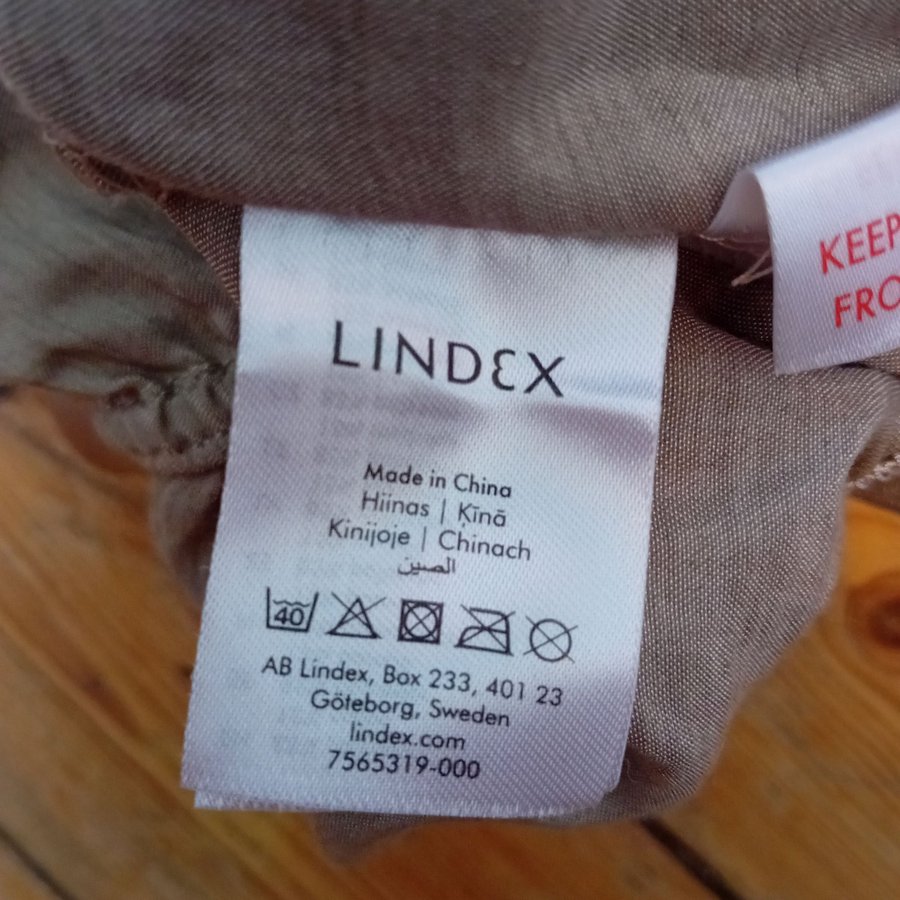 LINDEX
Made in China
Hiinas | Ķīnā
Kinijoje | Chinach
الصين
40
AB Lindex, Box 233, 401 23
Göteborg, Sweden
lindex.com
7565319-000
KEEP
FRO